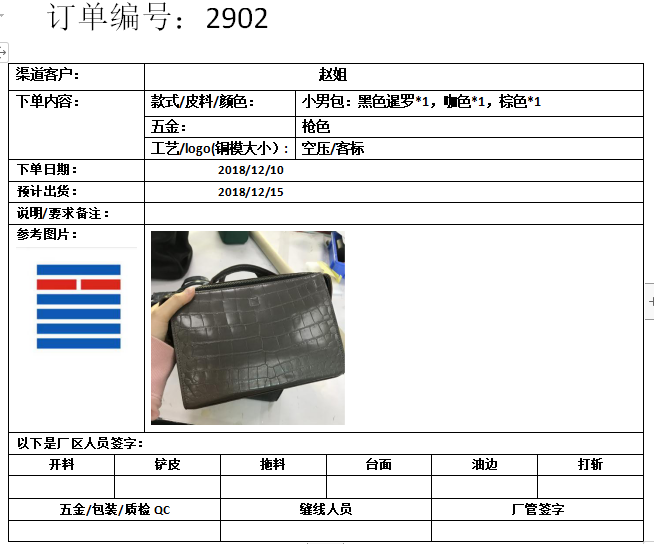 订单编号：2902
渠道客户： 赵姐
下单内容： 款式/皮料/颜色： 小男包：黑色暹罗*1，咖色*1，棕色*1
五金： 枪色
工艺/logo(铜模大小）： 空压/客标
下单日期： 2018/12/10
预计出货： 2018/12/15
说明/要求备注：
参考图片：
以下是厂区人员签字：
开料 铲皮 拖料 台面 油边 打斩
五金/包装/质检 QC 缝线人员 厂管签字